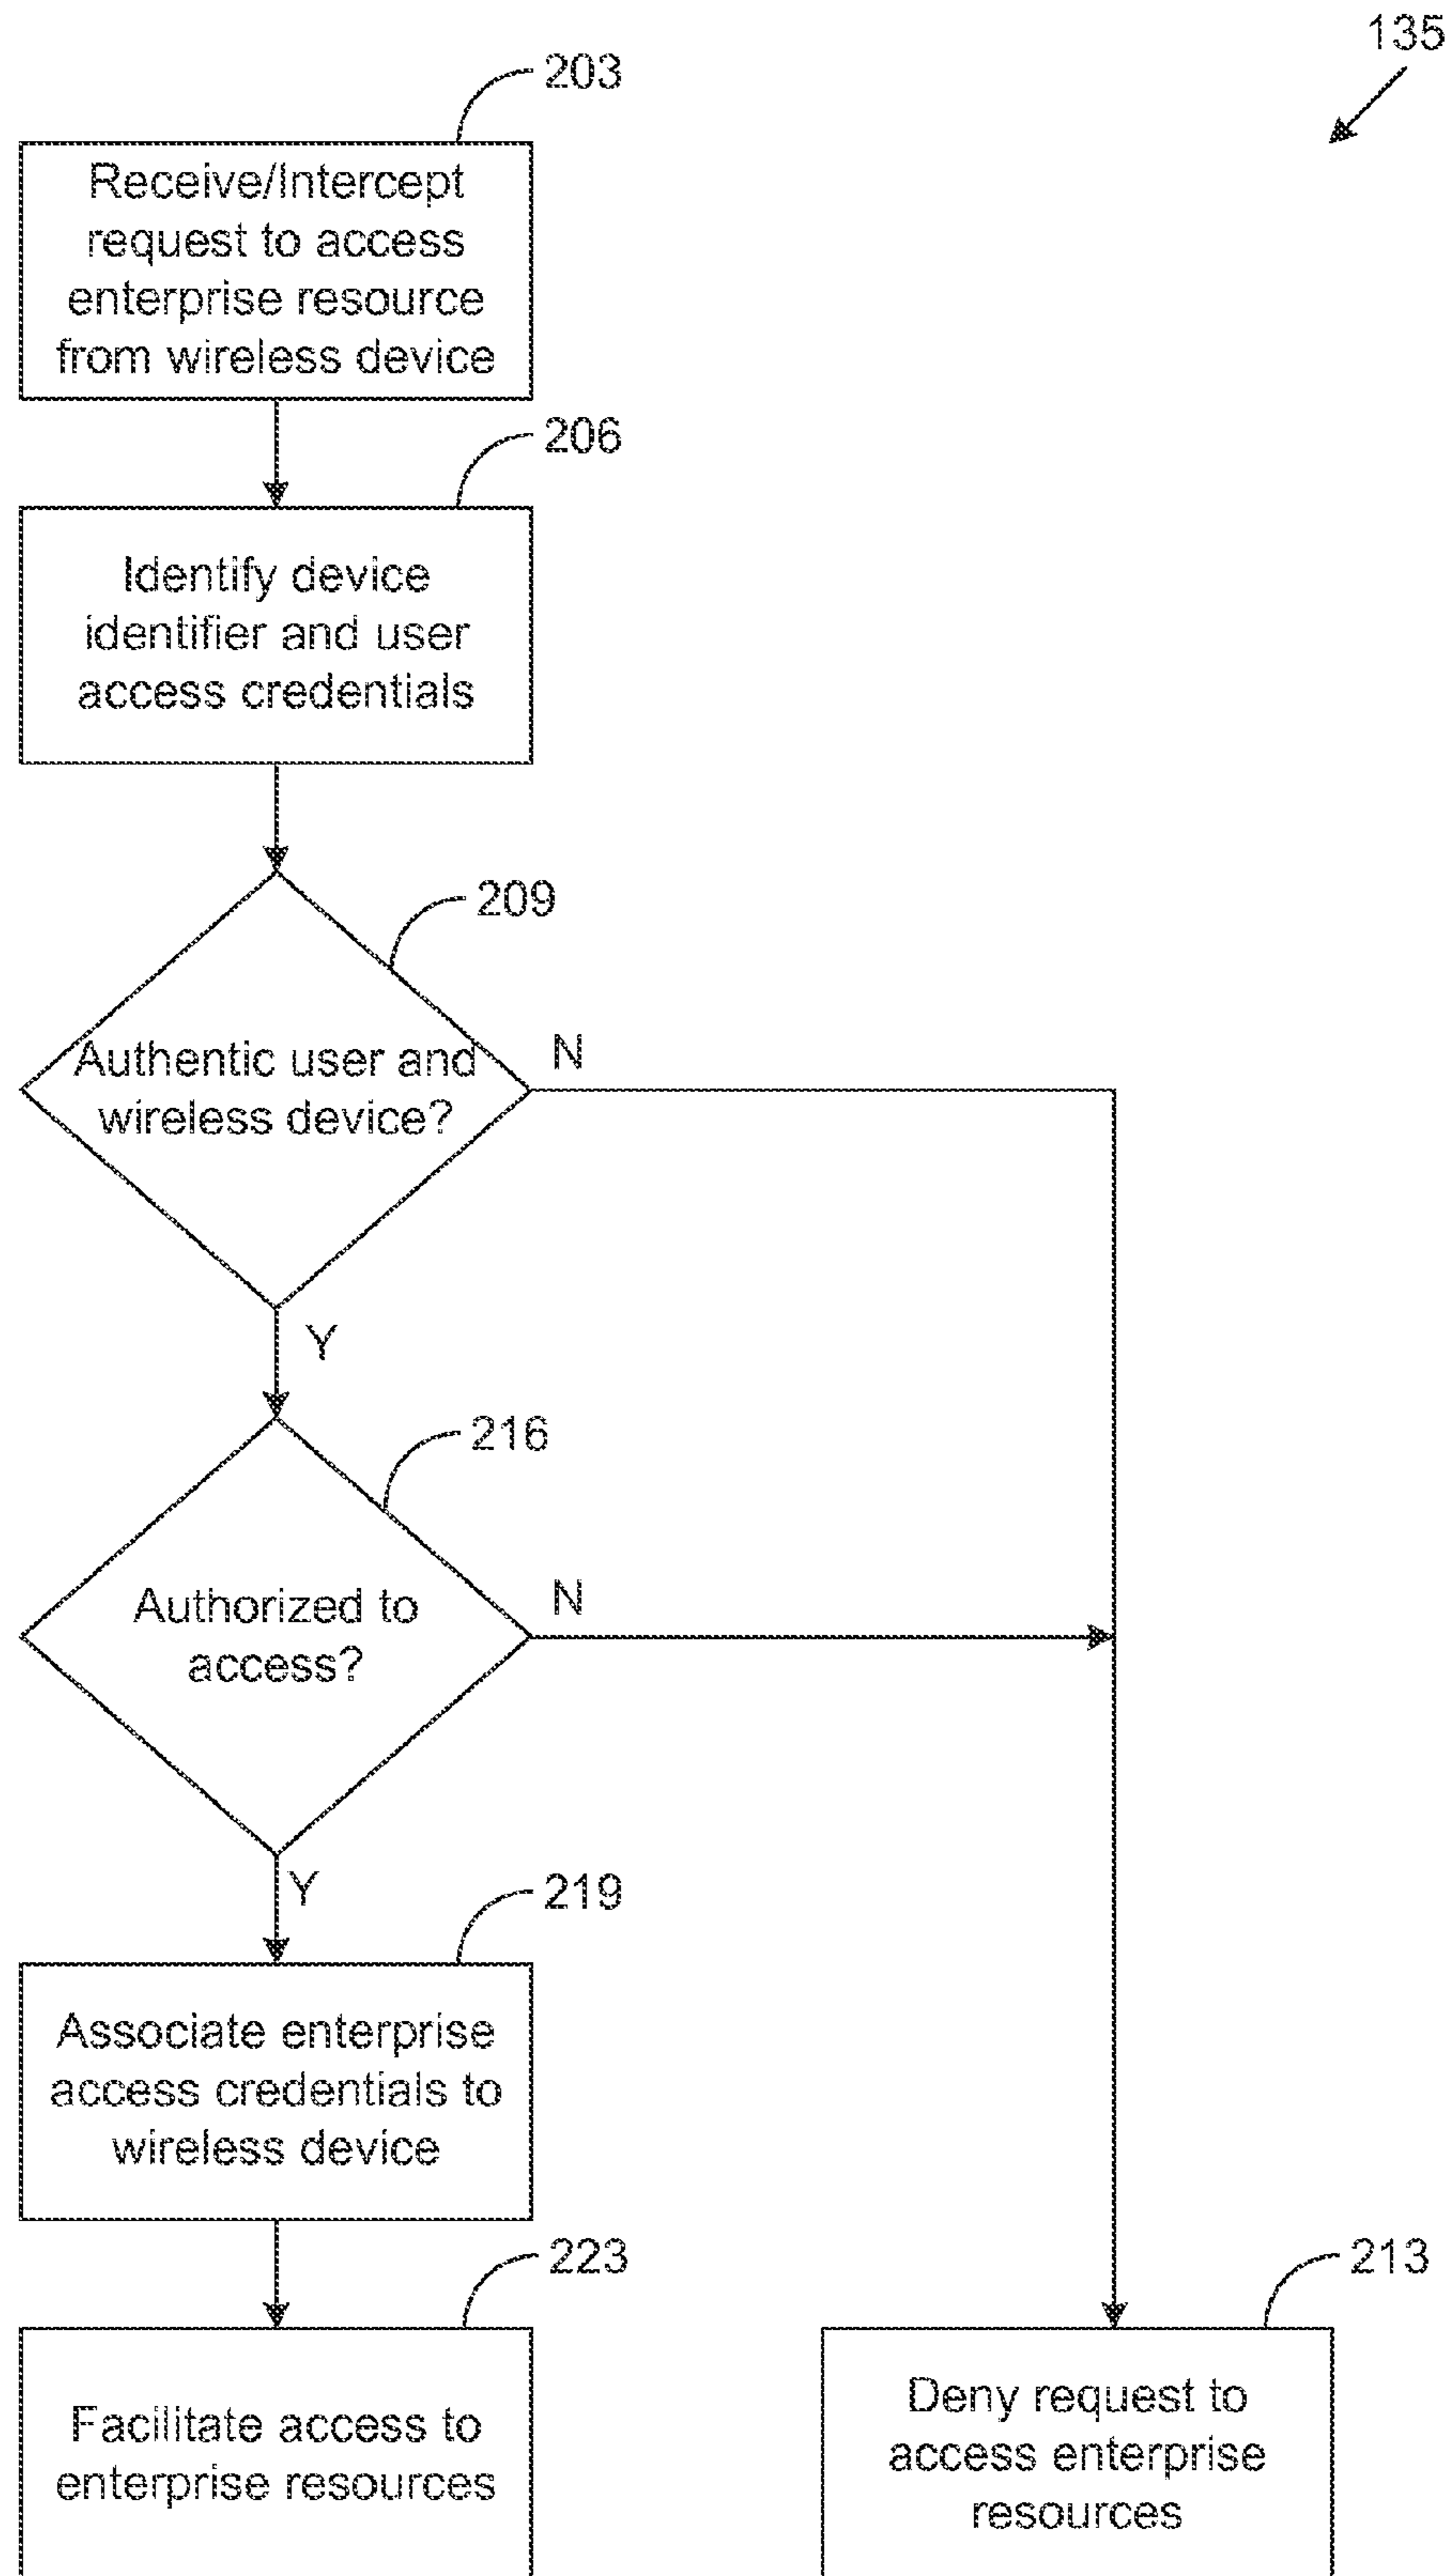 135
203
Receive/Intercept
request to access
enterprise resource
from wireless device
206
Identify device
identifier and user
access credentials
209
Authentic user and
wireless device?
N
Y
216
Authorized to
access?
N
Y
219
Associate enterprise
access credentials to
wireless device
223
Facilitate access to
enterprise resources
213
Deny request to
access enterprise
resources